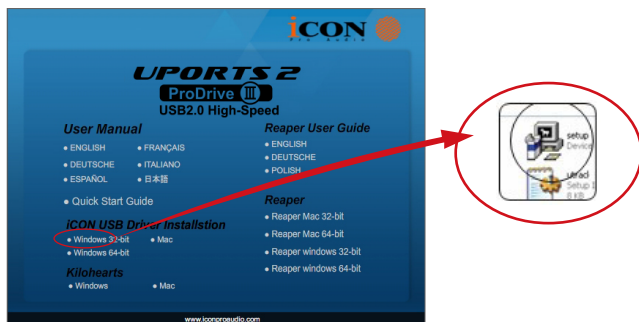 iCON
Pro Audio
UPORTS 2
ProDrive III
USB2.0 High-Speed
User Manual
• ENGLISH • FRANÇAIS
• DEUTSCHE • ITALIANO
• ESPAÑOL • 日本語
• Quick Start Guide
iCON USB Driver Installstion
• Windows 32-bit • Mac
• Windows 64-bit
Kilohearts
• Windows • Mac
Reaper User Guide
• ENGLISH
• DEUTSCHE
• POLISH
Reaper
• Reaper Mac 32-bit
• Reaper Mac 64-bit
• Reaper windows 32-bit
• Reaper windows 64-bit
www.iconproaudio.com
setup
Device
Setup